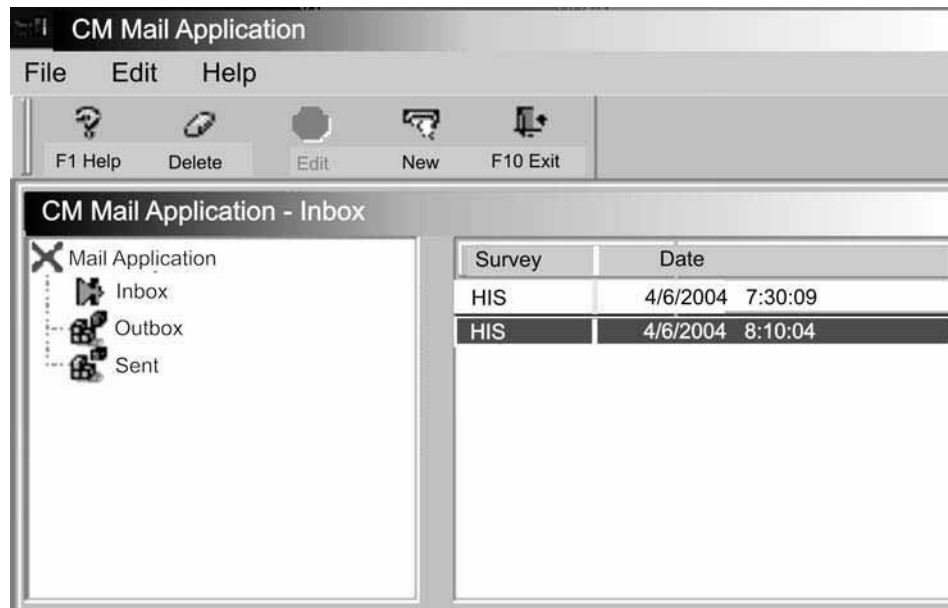 CM Mail Application
File Edit Help
F1 Help Delete Edit New F10 Exit
CM Mail Application - Inbox
Mail Application
Inbox
Outbox
Sent
Survey Date
HIS 4/6/2004 7:30:09
HIS 4/6/2004 8:10:04